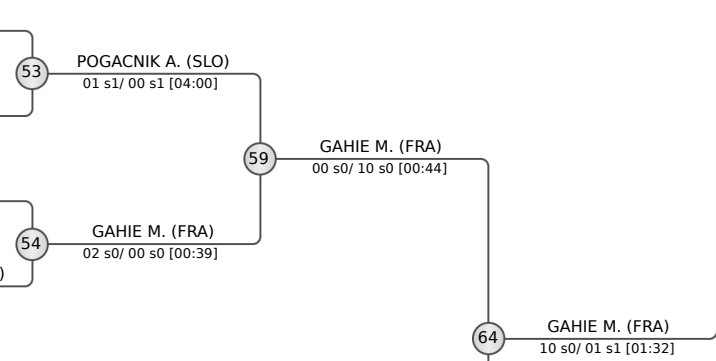 53
POGACNIK A. (SLO)
01 s1/ 00 s1 [04:00]
59
GAHIE M. (FRA)
00 s0/ 10 s0 [00:44]
54
GAHIE M. (FRA)
02 s0/ 00 s0 [00:39]
)
64
GAHIE M. (FRA)
10 s0/ 01 s1 [01:32]